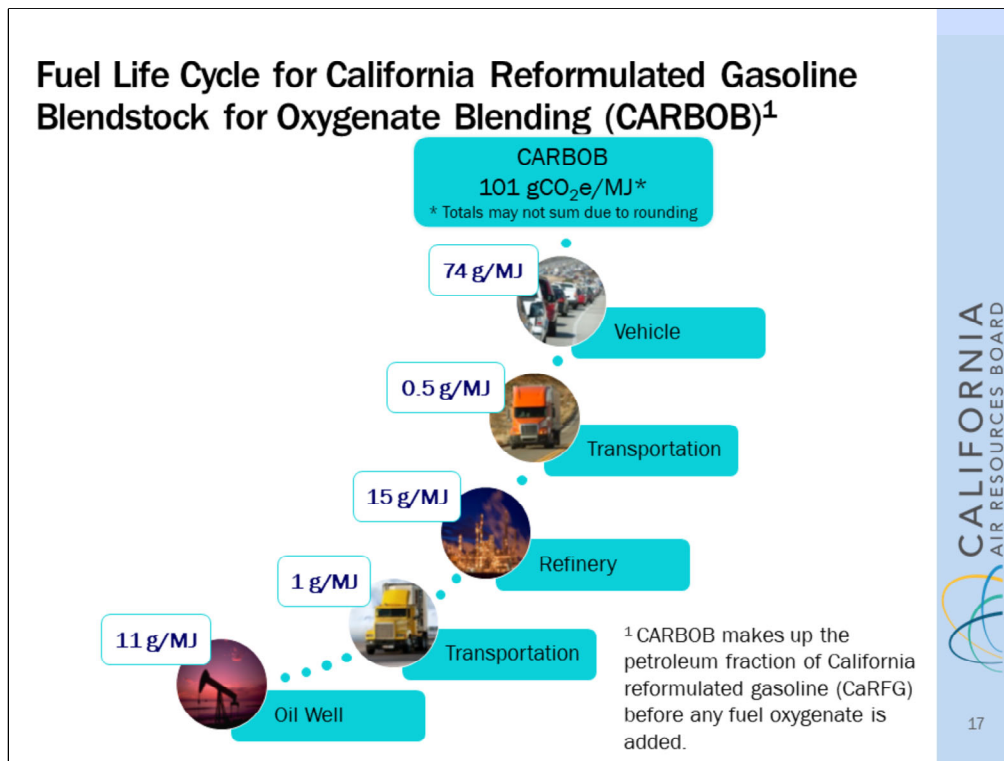 Fuel Life Cycle for California Reformulated Gasoline
Blendstock for Oxygenate Blending (CARBOB)¹
CARBOB
101 gCO₂e/MJ*
* Totals may not sum due to rounding
74 g/MJ
Vehicle
0.5 g/MJ
Transportation
15 g/MJ
Refinery
1 g/MJ
Transportation
11 g/MJ
Oil Well
¹ CARBOB makes up the
petroleum fraction of California
reformulated gasoline (CaRFG)
before any fuel oxygenate is
added.
CALIFORNIA
AIR RESOURCES BOARD
17